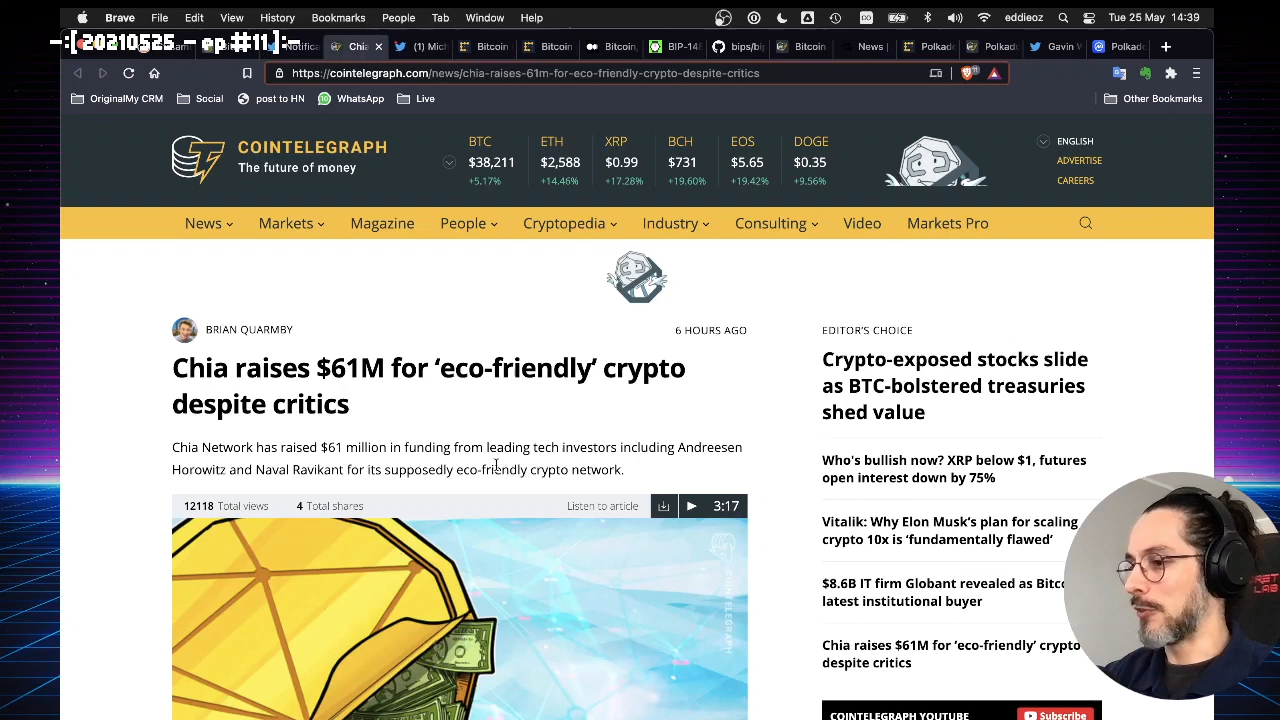 Brave File Edit View History Bookmarks People Tab Window Help eddieoz Tue 25 May 14:39
-:[20210525 - ep #11]:-
Notifica Chia (1) Mich Bitcoin Bitcoin Bitcoin, BIP-148 bips/bip Bitcoin News | Polkado Polkado Gavin W Polkado
https://cointelegraph.com/news/chia-raises-61m-for-eco-friendly-crypto-despite-critics
OriginalMy CRM Social post to HN WhatsApp Live Other Bookmarks
COINTELEGRAPH
The future of money
BTC ETH XRP BCH EOS DOGE
$38,211 $2,588 $0.99 $731 $5.65 $0.35
+5.17% +14.46% +17.28% +19.60% +19.42% +9.56%
ENGLISH
ADVERTISE
CAREERS
News Markets Magazine People Cryptopedia Industry Consulting Video Markets Pro
BRIAN QUARMBY 6 HOURS AGO
Chia raises $61M for ‘eco-friendly’ crypto
despite critics
Chia Network has raised $61 million in funding from leading tech investors including Andreesen
Horowitz and Naval Ravikant for its supposedly eco-friendly crypto network.
12118 Total views 4 Total shares Listen to article 3:17
COINTELEGRAPH
EDITOR'S CHOICE
Crypto-exposed stocks slide
as BTC-bolstered treasuries
shed value
Who's bullish now? XRP below $1, futures
open interest down by 75%
Vitalik: Why Elon Musk’s plan for scaling
crypto 10x is ‘fundamentally flawed’
$8.6B IT firm Globant revealed as Bitco
latest institutional buyer
Chia raises $61M for ‘eco-friendly’ crypto
despite critics
COINTELEGRAPH YOUTUBE Subscribe